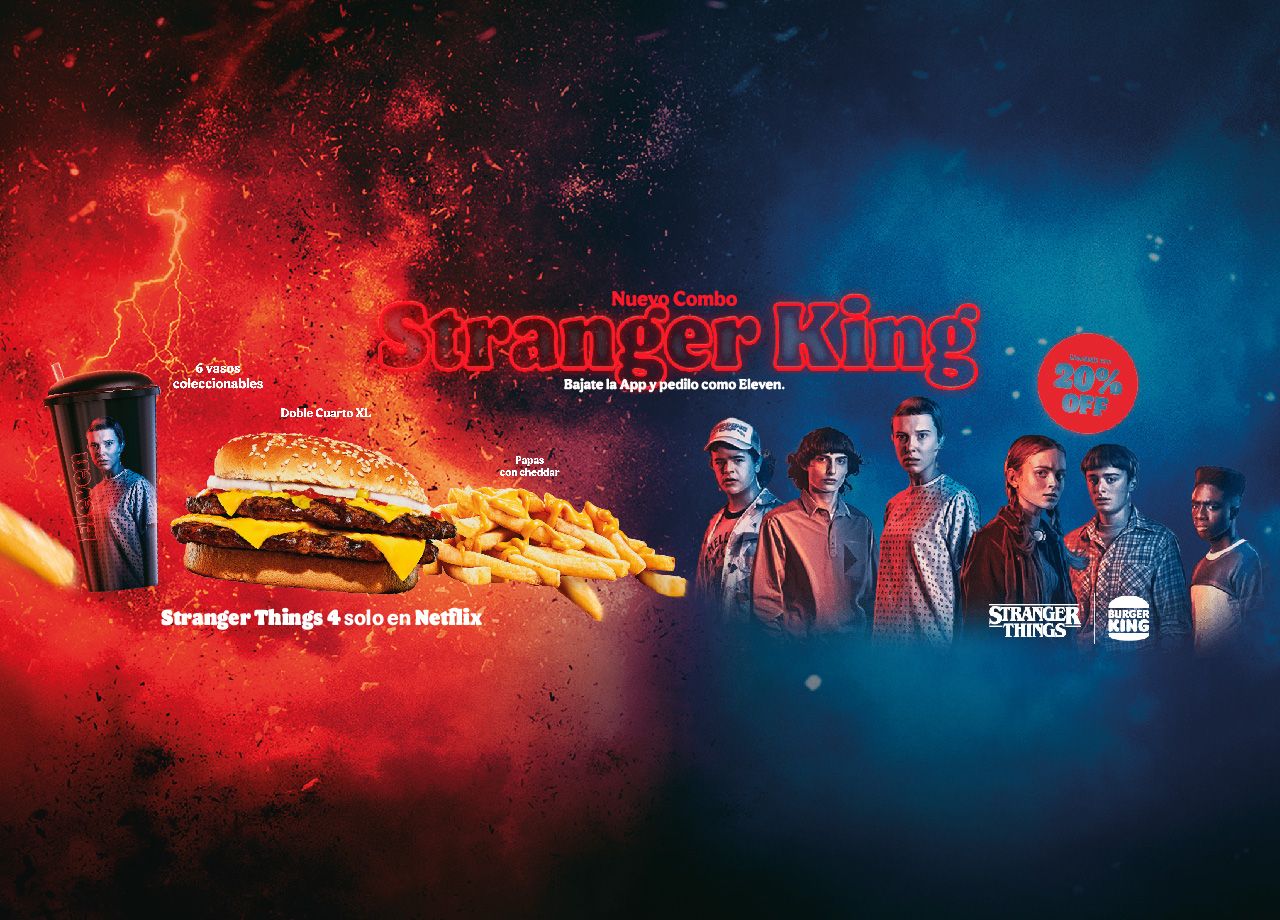 Nuevo Combo
Stranger King
Bajate la App y pedilo como Eleven.
6 vasos
coleccionables
Doble Cuarto XL
Papas
con cheddar
Eleven
20%
OFF
Stranger Things 4 solo en Netflix
STRANGER
THINGS
BURGER
KING